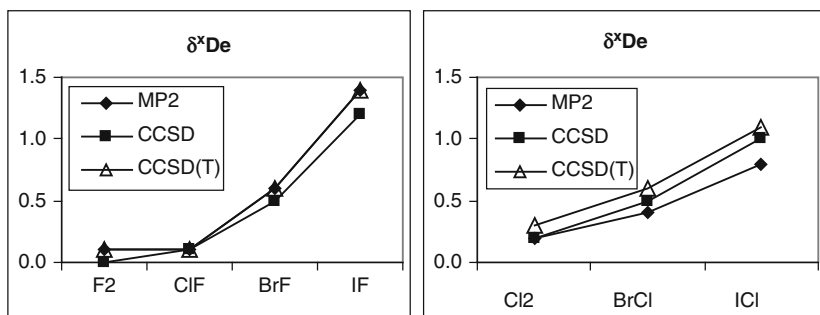 δˣDe
1.5
1.0
0.5
0.0
MP2
CCSD
CCSD(T)
F2 ClF BrF IF
δˣDe
1.5
1.0
0.5
0.0
MP2
CCSD
CCSD(T)
Cl2 BrCl ICl